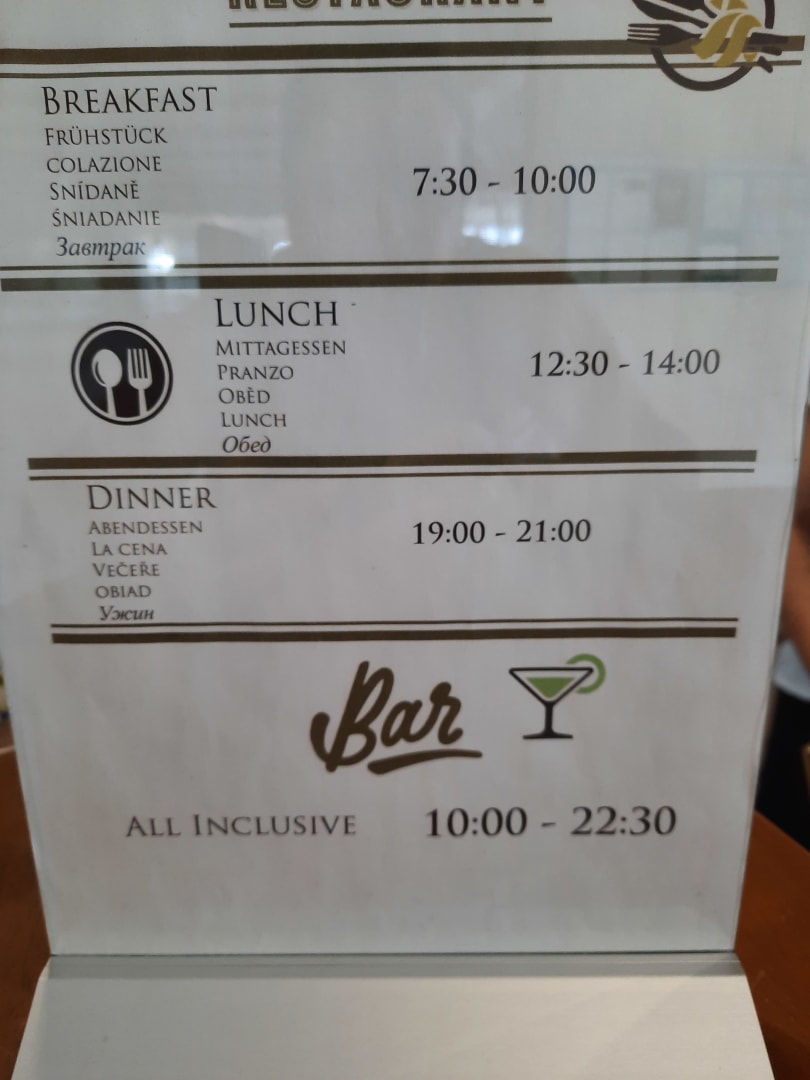 RESTAURANT
BREAKFAST
FRÜHSTÜCK
COLAZIONE
SNÍDANĚ
ŚNIADANIE
Завтрак
7:30 - 10:00
LUNCH
MITTAGESSEN
PRANZO
OBĚD
LUNCH
Обед
12:30 - 14:00
DINNER
ABENDESSEN
LA CENA
VEČEŘE
OBIAD
Ужин
19:00 - 21:00
Bar
ALL INCLUSIVE 10:00 - 22:30